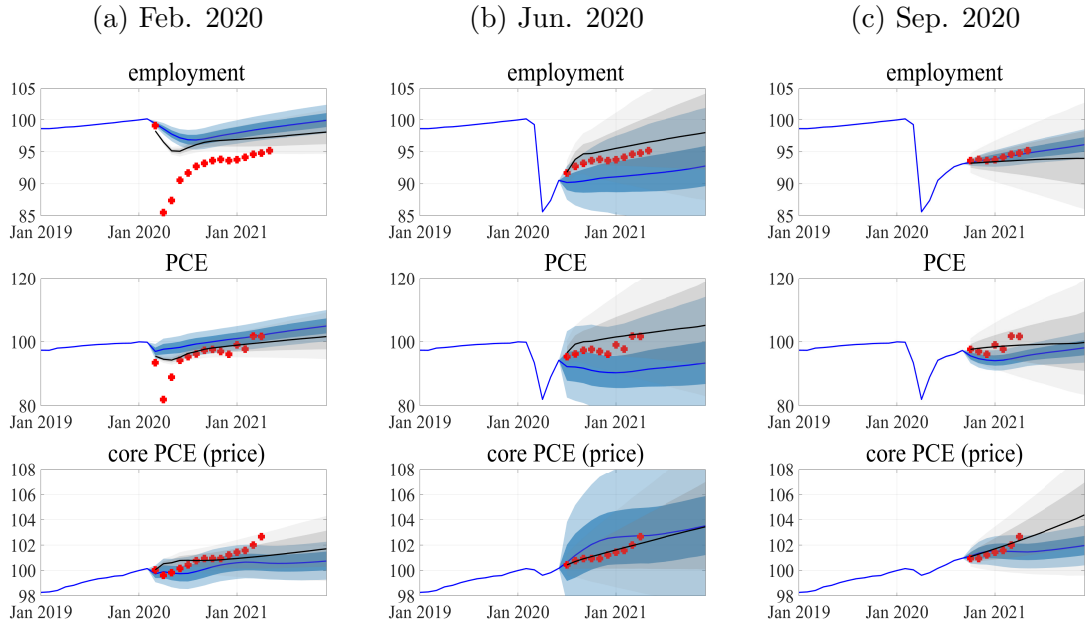 (a) Feb. 2020 (b) Jun. 2020 (c) Sep. 2020
employment employment employment
105 105 105
100 100 100
95 95 95
90 90 90
85 85 85
Jan 2019 Jan 2020 Jan 2021 Jan 2019 Jan 2020 Jan 2021 Jan 2019 Jan 2020 Jan 2021
PCE PCE PCE
120 120 120
100 100 100
80 80 80
Jan 2019 Jan 2020 Jan 2021 Jan 2019 Jan 2020 Jan 2021 Jan 2019 Jan 2020 Jan 2021
core PCE (price) core PCE (price) core PCE (price)
108 108 108
106 106 106
104 104 104
102 102 102
100 100 100
98 98 98
Jan 2019 Jan 2020 Jan 2021 Jan 2019 Jan 2020 Jan 2021 Jan 2019 Jan 2020 Jan 2021